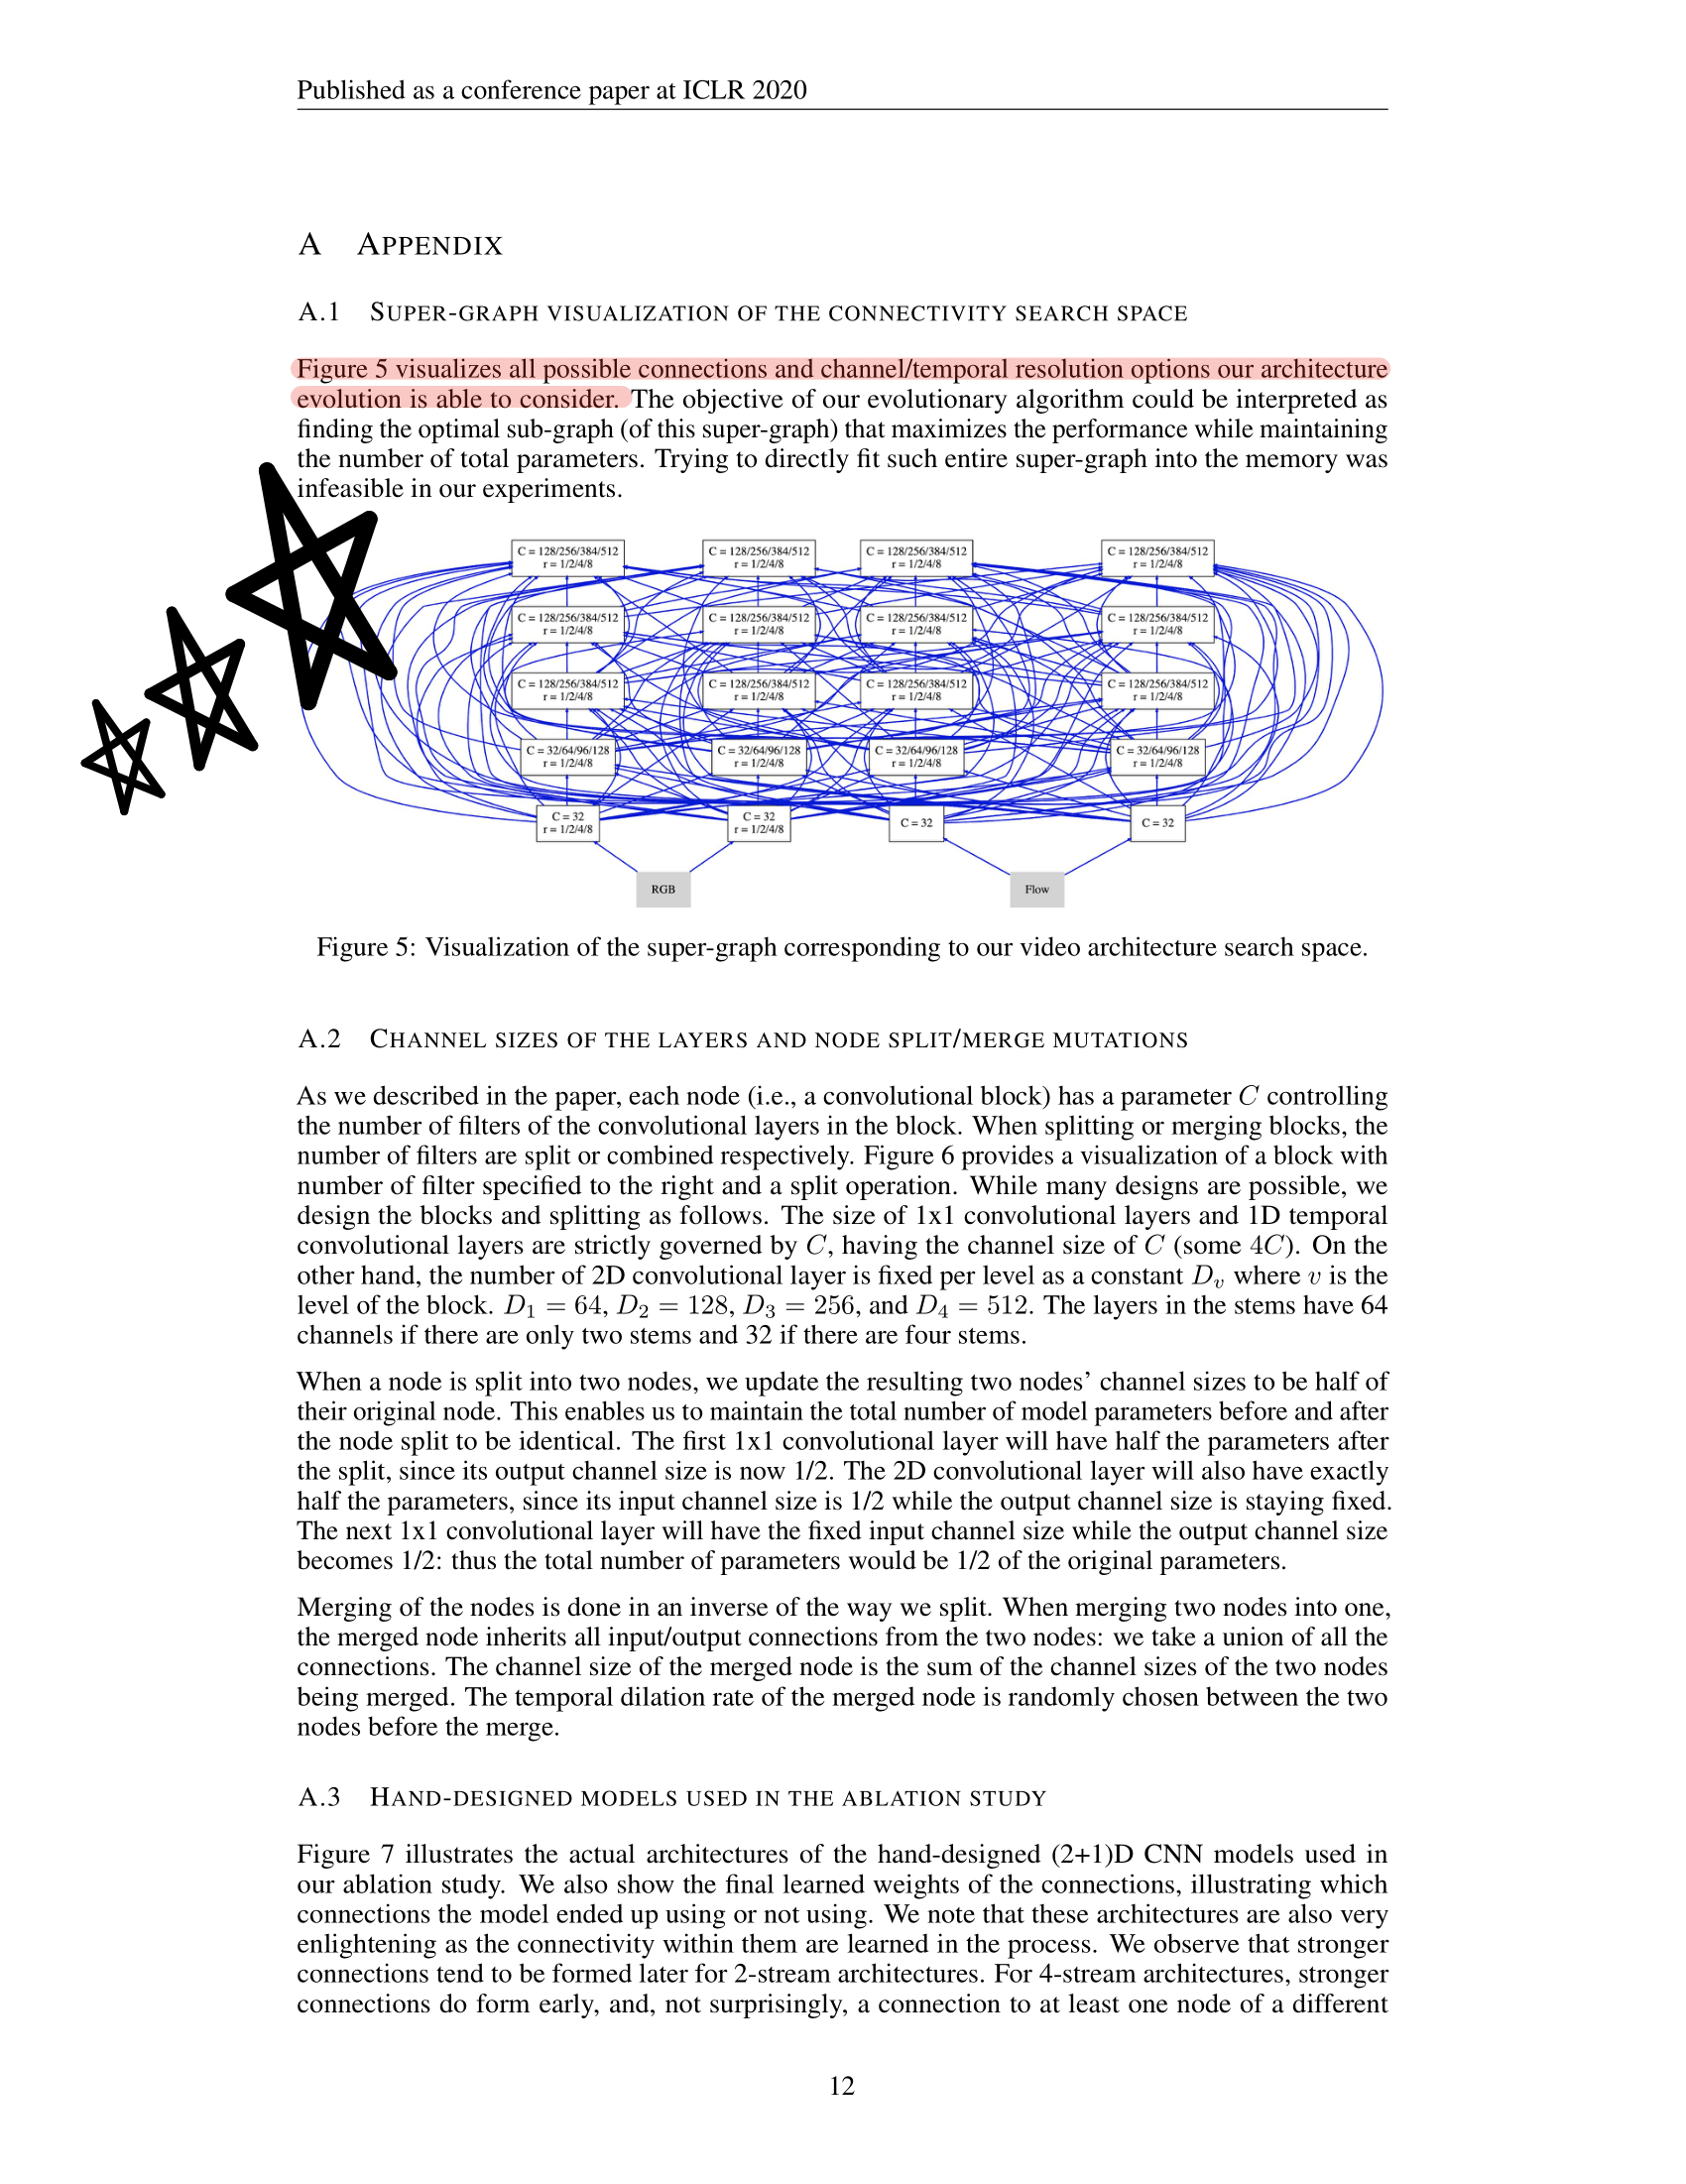 Published as a conference paper at ICLR 2020
A APPENDIX
A.1 SUPER-GRAPH VISUALIZATION OF THE CONNECTIVITY SEARCH SPACE
Figure 5 visualizes all possible connections and channel/temporal resolution options our architecture
evolution is able to consider. The objective of our evolutionary algorithm could be interpreted as
finding the optimal sub-graph (of this super-graph) that maximizes the performance while maintaining
the number of total parameters. Trying to directly fit such entire super-graph into the memory was
infeasible in our experiments.
C = 128/256/384/512 C = 128/256/384/512 C = 128/256/384/512 C = 128/256/384/512
r = 1/2/4/8 r = 1/2/4/8 r = 1/2/4/8 r = 1/2/4/8
C = 128/256/384/512 C = 128/256/384/512 C = 128/256/384/512 C = 128/256/384/512
r = 1/2/4/8 r = 1/2/4/8 r = 1/2/4/8 r = 1/2/4/8
C = 128/256/384/512 C = 128/256/384/512 C = 128/256/384/512 C = 128/256/384/512
r = 1/2/4/8 r = 1/2/4/8 r = 1/2/4/8 r = 1/2/4/8
C = 32/64/96/128 C = 32/64/96/128 C = 32/64/96/128 C = 32/64/96/128
r = 1/2/4/8 r = 1/2/4/8 r = 1/2/4/8 r = 1/2/4/8
C = 32 C = 32 C = 32 C = 32
r = 1/2/4/8 r = 1/2/4/8
RGB Flow
Figure 5: Visualization of the super-graph corresponding to our video architecture search space.
A.2 CHANNEL SIZES OF THE LAYERS AND NODE SPLIT/MERGE MUTATIONS
As we described in the paper, each node (i.e., a convolutional block) has a parameter C controlling
the number of filters of the convolutional layers in the block. When splitting or merging blocks, the
number of filters are split or combined respectively. Figure 6 provides a visualization of a block with
number of filter specified to the right and a split operation. While many designs are possible, we
design the blocks and splitting as follows. The size of 1x1 convolutional layers and 1D temporal
convolutional layers are strictly governed by C, having the channel size of C (some 4C). On the
other hand, the number of 2D convolutional layer is fixed per level as a constant D_v where v is the
level of the block. D_1 = 64, D_2 = 128, D_3 = 256, and D_4 = 512. The layers in the stems have 64
channels if there are only two stems and 32 if there are four stems.
When a node is split into two nodes, we update the resulting two nodes' channel sizes to be half of
their original node. This enables us to maintain the total number of model parameters before and after
the node split to be identical. The first 1x1 convolutional layer will have half the parameters after
the split, since its output channel size is now 1/2. The 2D convolutional layer will also have exactly
half the parameters, since its input channel size is 1/2 while the output channel size is staying fixed.
The next 1x1 convolutional layer will have the fixed input channel size while the output channel size
becomes 1/2: thus the total number of parameters would be 1/2 of the original parameters.
Merging of the nodes is done in an inverse of the way we split. When merging two nodes into one,
the merged node inherits all input/output connections from the two nodes: we take a union of all the
connections. The channel size of the merged node is the sum of the channel sizes of the two nodes
being merged. The temporal dilation rate of the merged node is randomly chosen between the two
nodes before the merge.
A.3 HAND-DESIGNED MODELS USED IN THE ABLATION STUDY
Figure 7 illustrates the actual architectures of the hand-designed (2+1)D CNN models used in
our ablation study. We also show the final learned weights of the connections, illustrating which
connections the model ended up using or not using. We note that these architectures are also very
enlightening as the connectivity within them are learned in the process. We observe that stronger
connections tend to be formed later for 2-stream architectures. For 4-stream architectures, stronger
connections do form early, and, not surprisingly, a connection to at least one node of a different
12